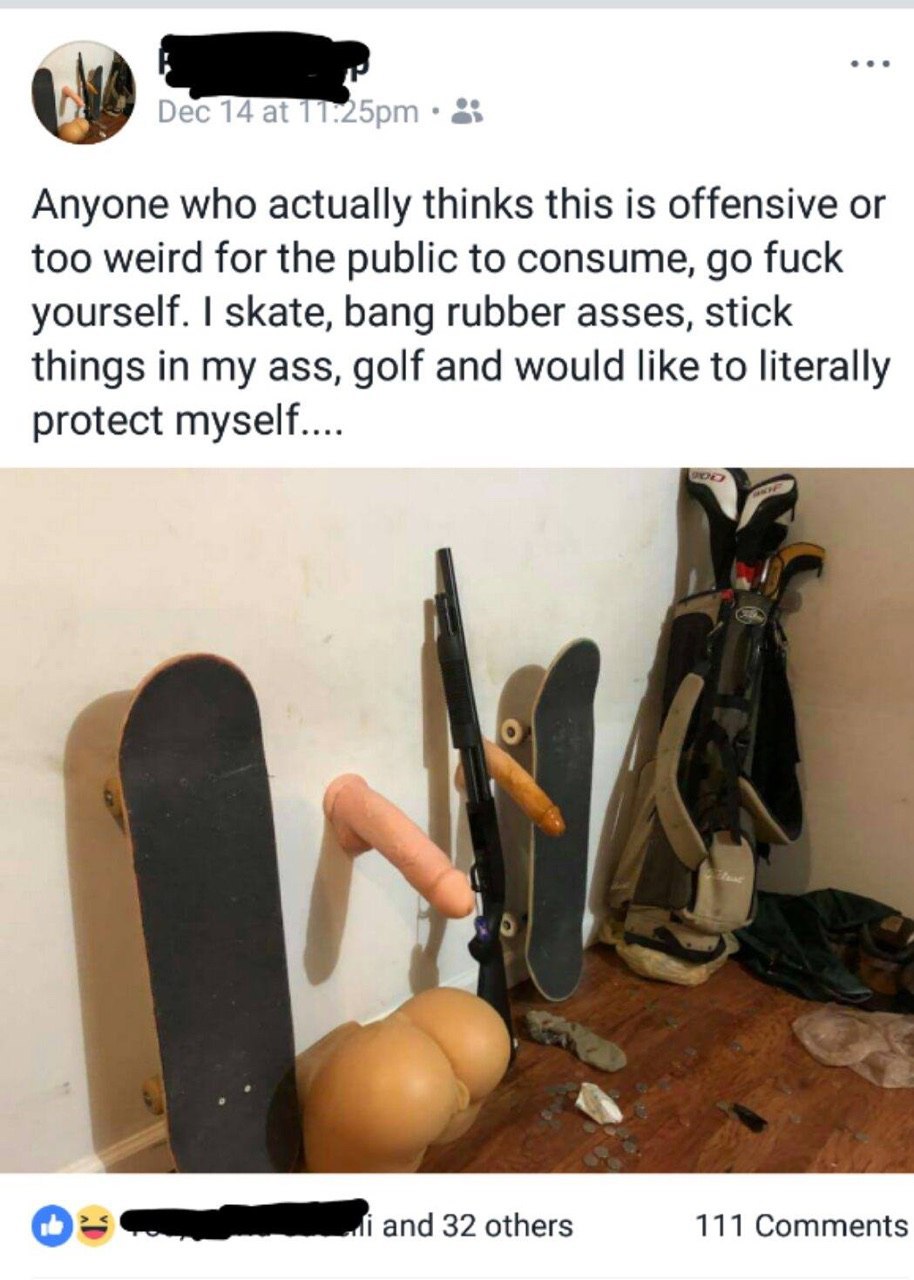 Dec 14 at 11:25pm
Anyone who actually thinks this is offensive or
too weird for the public to consume, go fuck
yourself. I skate, bang rubber asses, stick
things in my ass, golf and would like to literally
protect myself....
Titleist
and 32 others
111 Comments